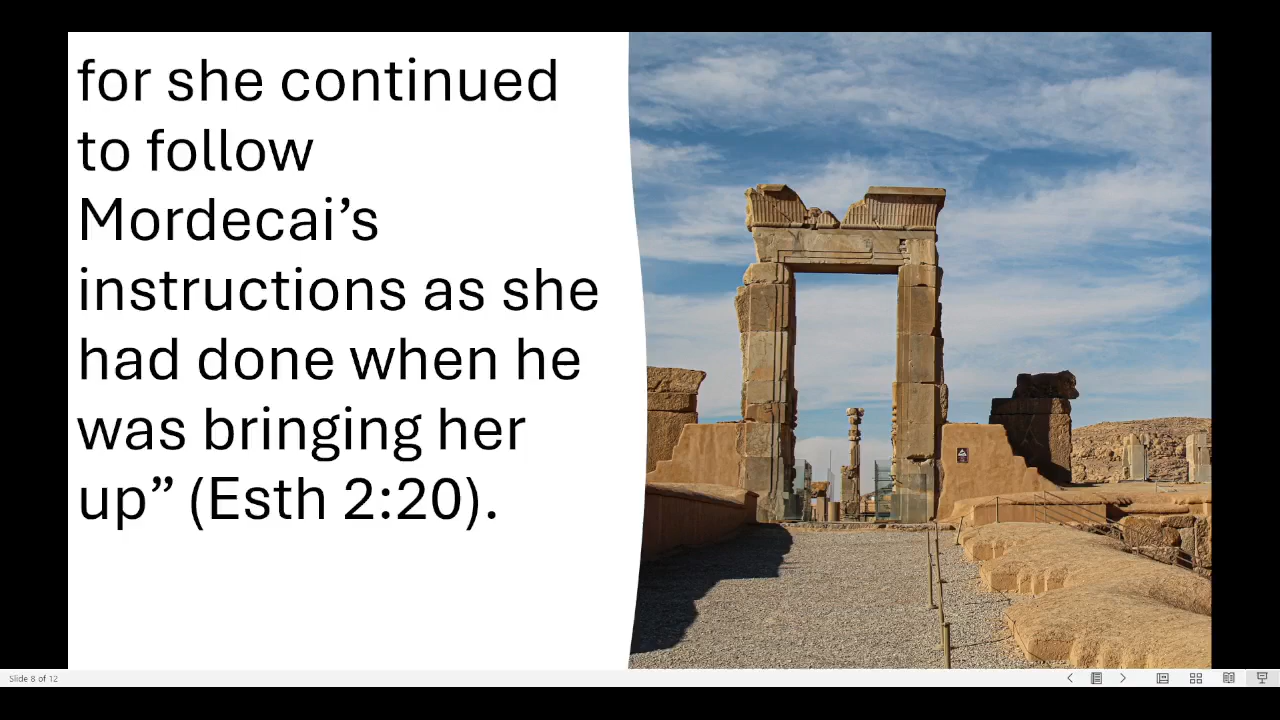 for she continued
to follow
Mordecai’s
instructions as she
had done when he
was bringing her
up” (Esth 2:20).
Slide 8 of 12